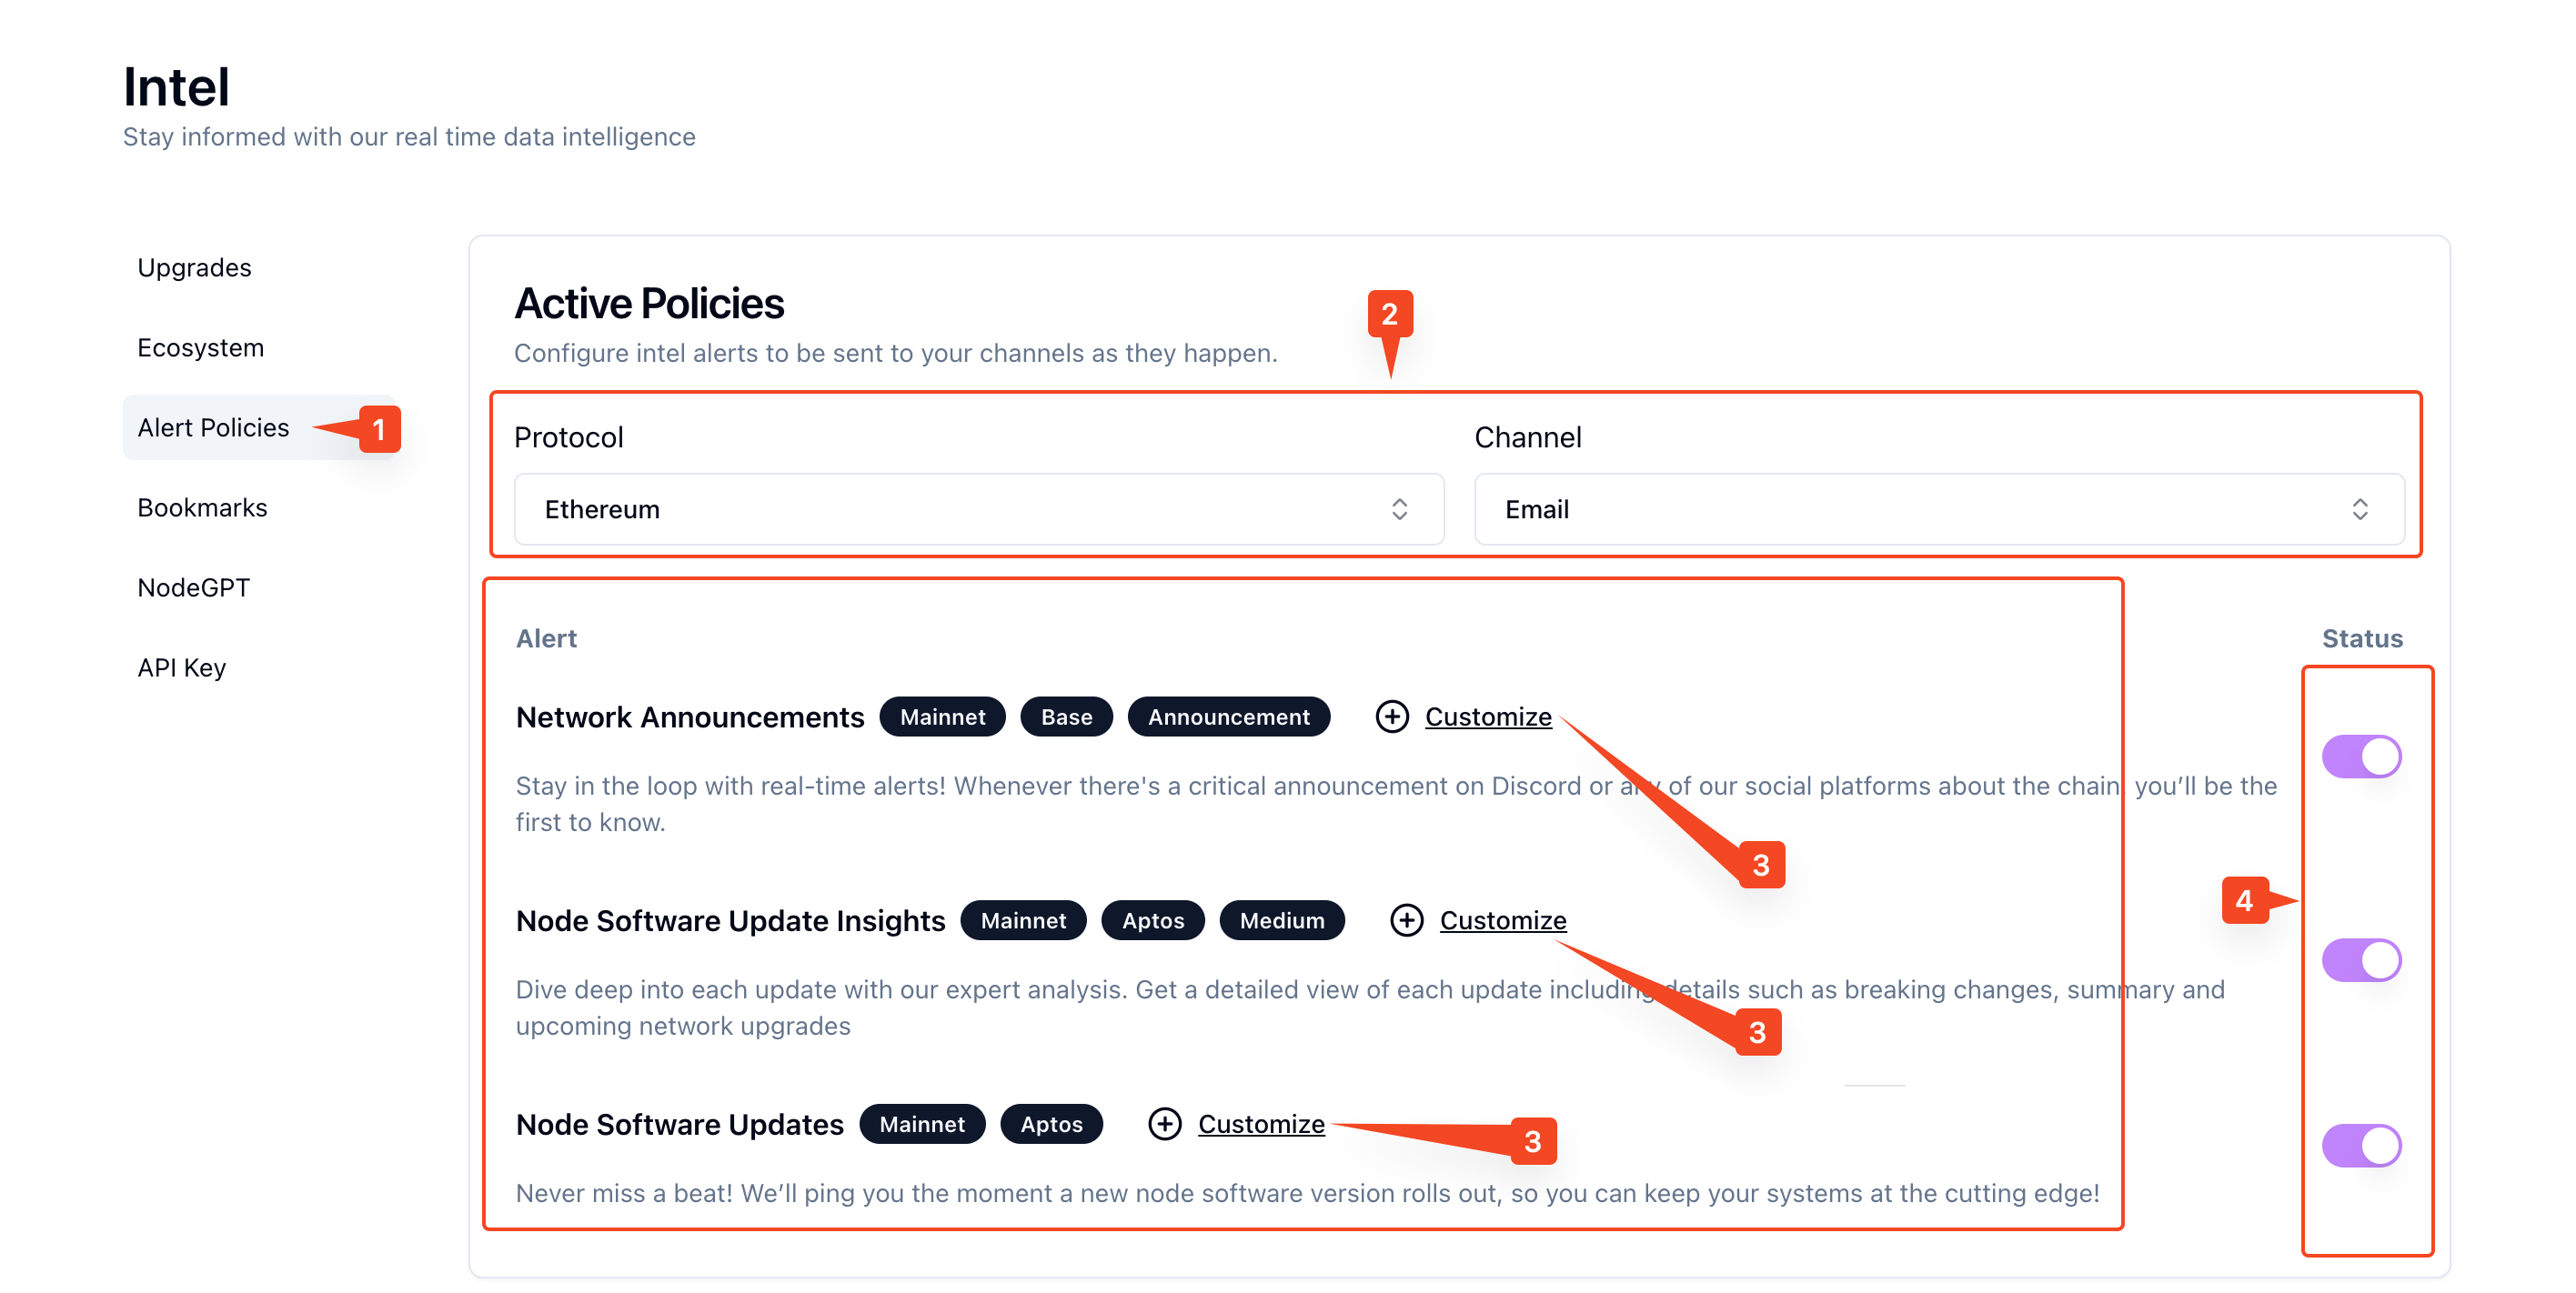 Intel
Stay informed with our real time data intelligence
Upgrades
Ecosystem
Alert Policies
1
Bookmarks
NodeGPT
API Key
Active Policies
Configure intel alerts to be sent to your channels as they happen.
2
Protocol
Channel
Ethereum
Email
Alert
Status
Network Announcements Mainnet Base Announcement Customize
Stay in the loop with real-time alerts! Whenever there's a critical announcement on Discord or any of our social platforms about the chain, you’ll be the
first to know.
3
4
Node Software Update Insights Mainnet Aptos Medium Customize
Dive deep into each update with our expert analysis. Get a detailed view of each update including details such as breaking changes, summary and
upcoming network upgrades
3
Node Software Updates Mainnet Aptos Customize
3
Never miss a beat! We’ll ping you the moment a new node software version rolls out, so you can keep your systems at the cutting edge!